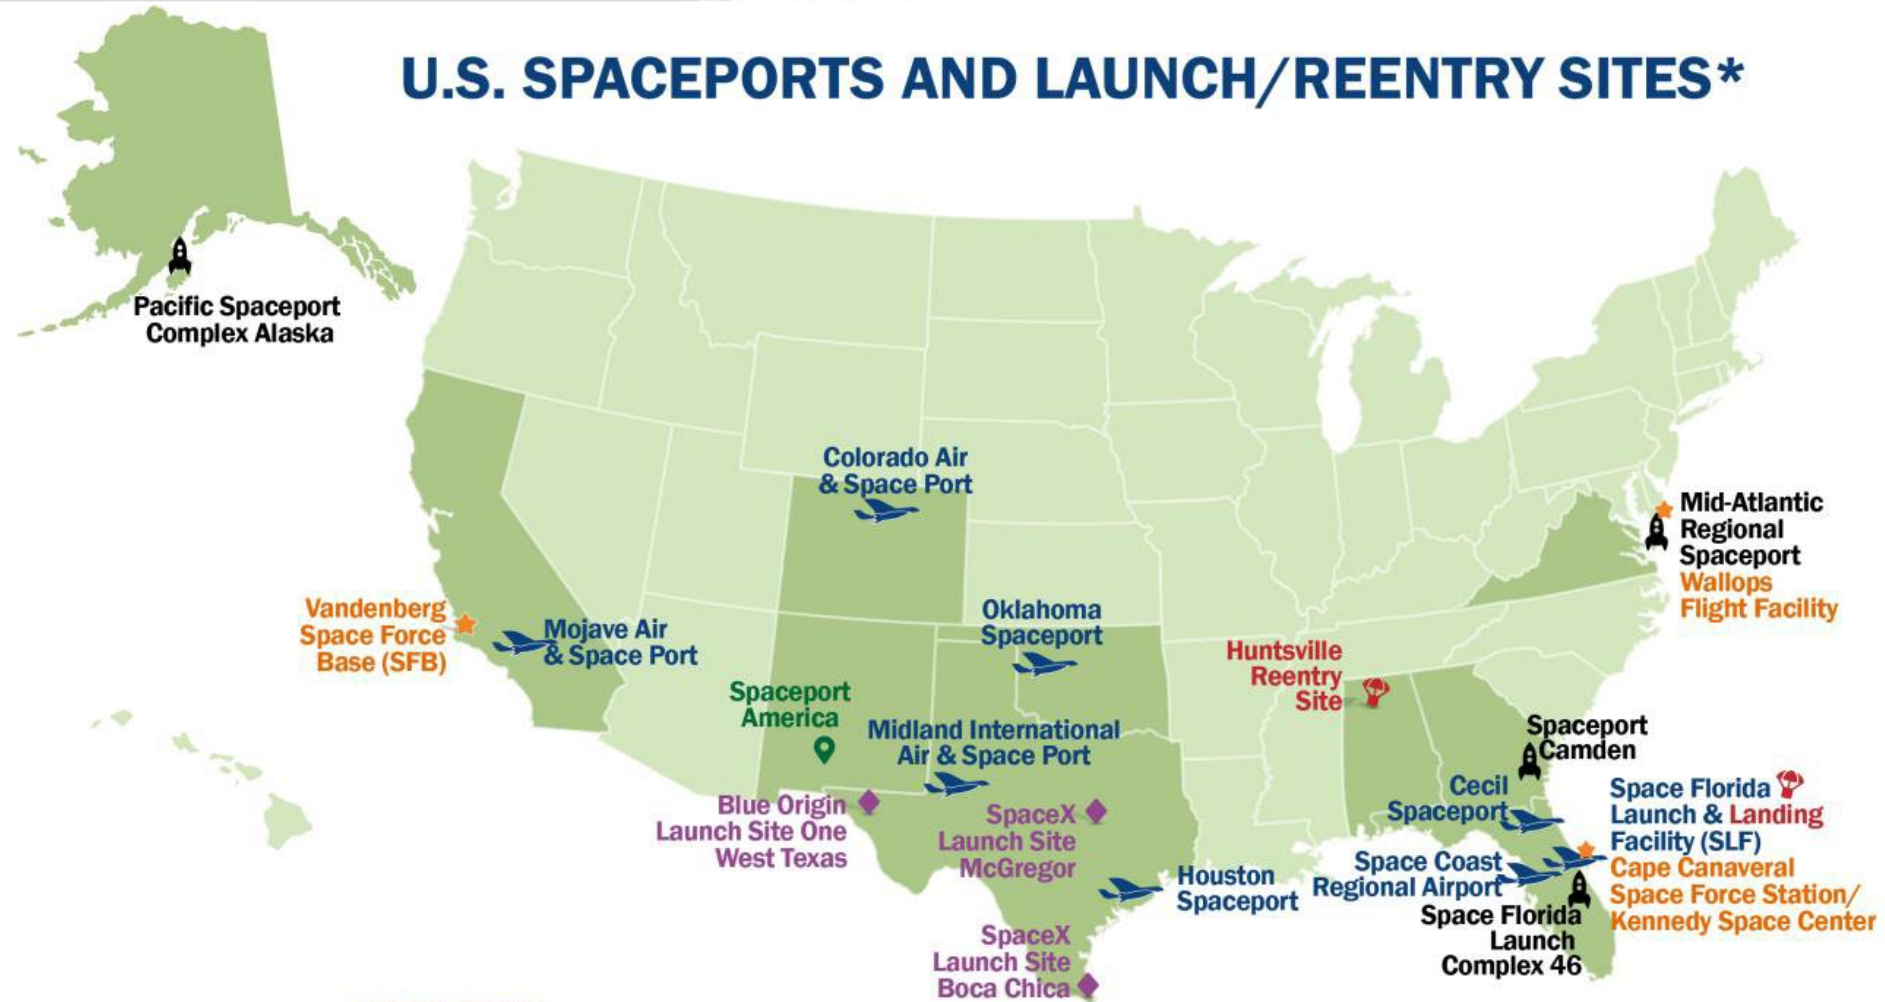 U.S. SPACEPORTS AND LAUNCH/REENTRY SITES*
Pacific Spaceport
Complex Alaska
Colorado Air
& Space Port
Mid-Atlantic
Regional
Spaceport
Wallops
Flight Facility
Vandenberg
Space Force
Base (SFB)
Mojave Air
& Space Port
Oklahoma
Spaceport
Huntsville
Reentry
Site
Spaceport
America
Midland International
Air & Space Port
Spaceport
Camden
Cecil
Spaceport
Space Florida
Launch & Landing
Facility (SLF)
Cape Canaveral
Space Force Station/
Kennedy Space Center
Blue Origin
Launch Site One
West Texas
SpaceX
Launch Site
McGregor
Houston
Spaceport
Space Coast
Regional Airport
Space Florida
Launch
Complex 46
SpaceX
Launch Site
Boca Chica